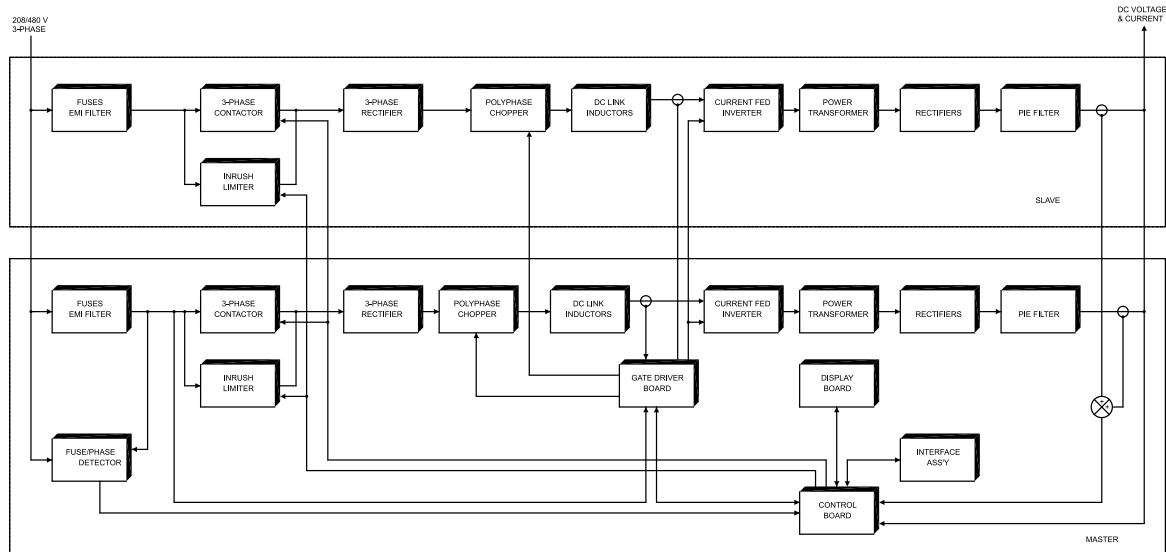 208/480 V
3-PHASE
DC VOLTAGE
& CURRENT
FUSES
EMI FILTER
3-PHASE
CONTACTOR
3-PHASE
RECTIFIER
POLYPHASE
CHOPPER
DC LINK
INDUCTORS
CURRENT FED
INVERTER
POWER
TRANSFORMER
RECTIFIERS
PIE FILTER
INRUSH
LIMITER
SLAVE
FUSES
EMI FILTER
3-PHASE
CONTACTOR
3-PHASE
RECTIFIER
POLYPHASE
CHOPPER
DC LINK
INDUCTORS
CURRENT FED
INVERTER
POWER
TRANSFORMER
RECTIFIERS
PIE FILTER
INRUSH
LIMITER
GATE DRIVER
BOARD
DISPLAY
BOARD
+
+
FUSE/PHASE
DETECTOR
INTERFACE
ASS'Y
CONTROL
BOARD
MASTER